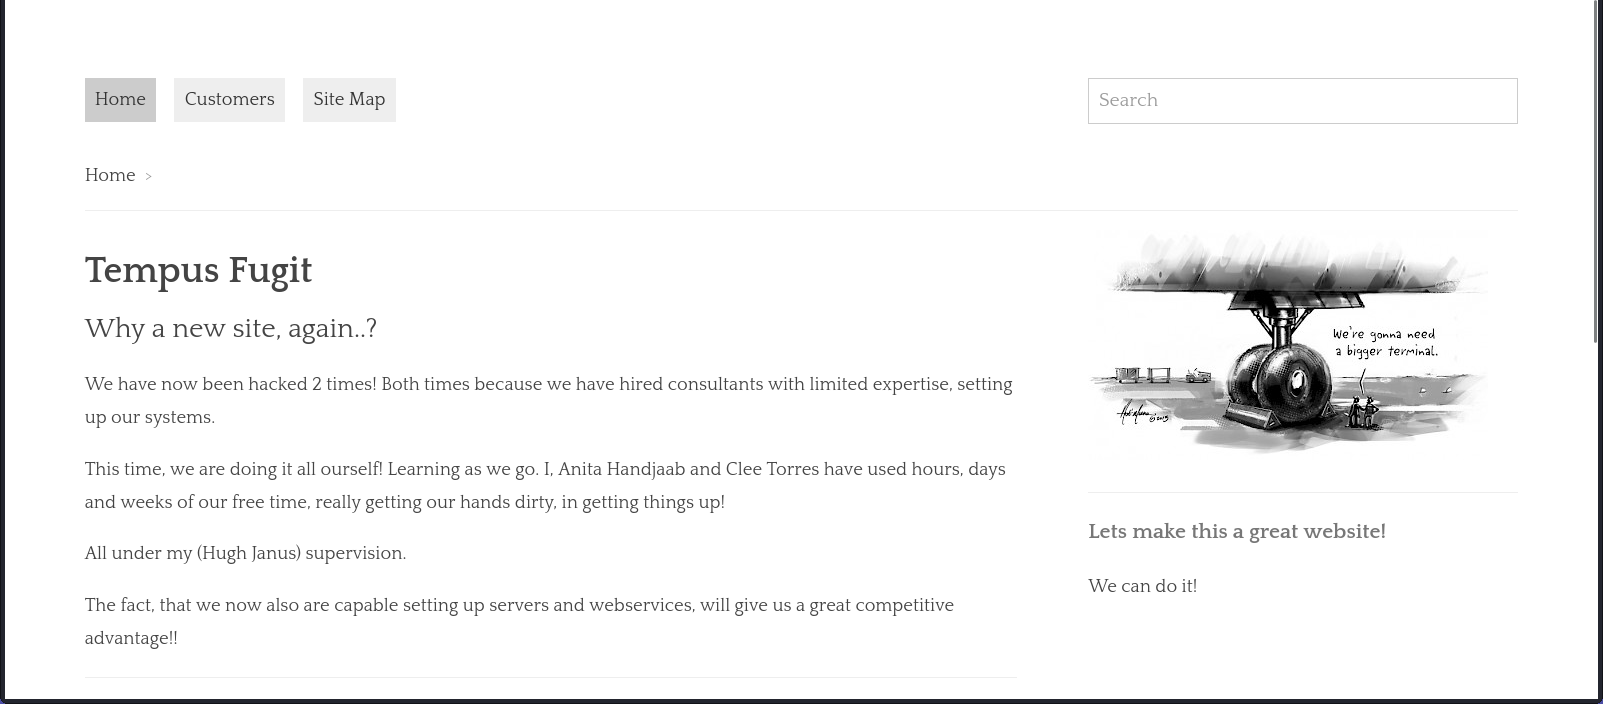 Home Customers Site Map
Search
Home >
Tempus Fugit
Why a new site, again..?
We have now been hacked 2 times! Both times because we have hired consultants with limited expertise, setting
up our systems.
This time, we are doing it all ourself! Learning as we go. I, Anita Handjaab and Clee Torres have used hours, days
and weeks of our free time, really getting our hands dirty, in getting things up!
All under my (Hugh Janus) supervision.
The fact, that we now also are capable setting up servers and webservices, will give us a great competitive
advantage!!
We're gonna need
a bigger terminal.
Lets make this a great website!
We can do it!